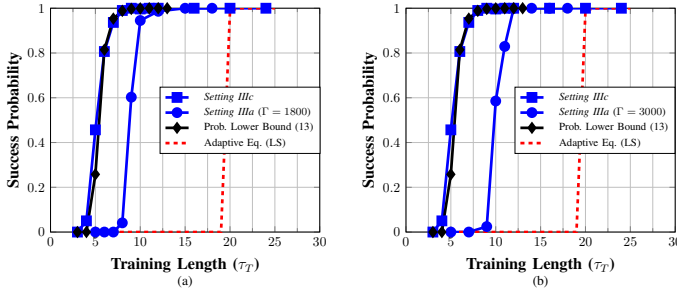 1
0.8
0.6
0.4
0.2
0
Success Probability
0 5 10 15 20 25 30
Training Length (τ_T)
(a)
Setting IIIc
Setting IIIa (Γ = 1800)
Prob. Lower Bound (13)
Adaptive Eq. (LS)
1
0.8
0.6
0.4
0.2
0
Success Probability
0 5 10 15 20 25 30
Training Length (τ_T)
(b)
Setting IIIc
Setting IIIa (Γ = 3000)
Prob. Lower Bound (13)
Adaptive Eq. (LS)